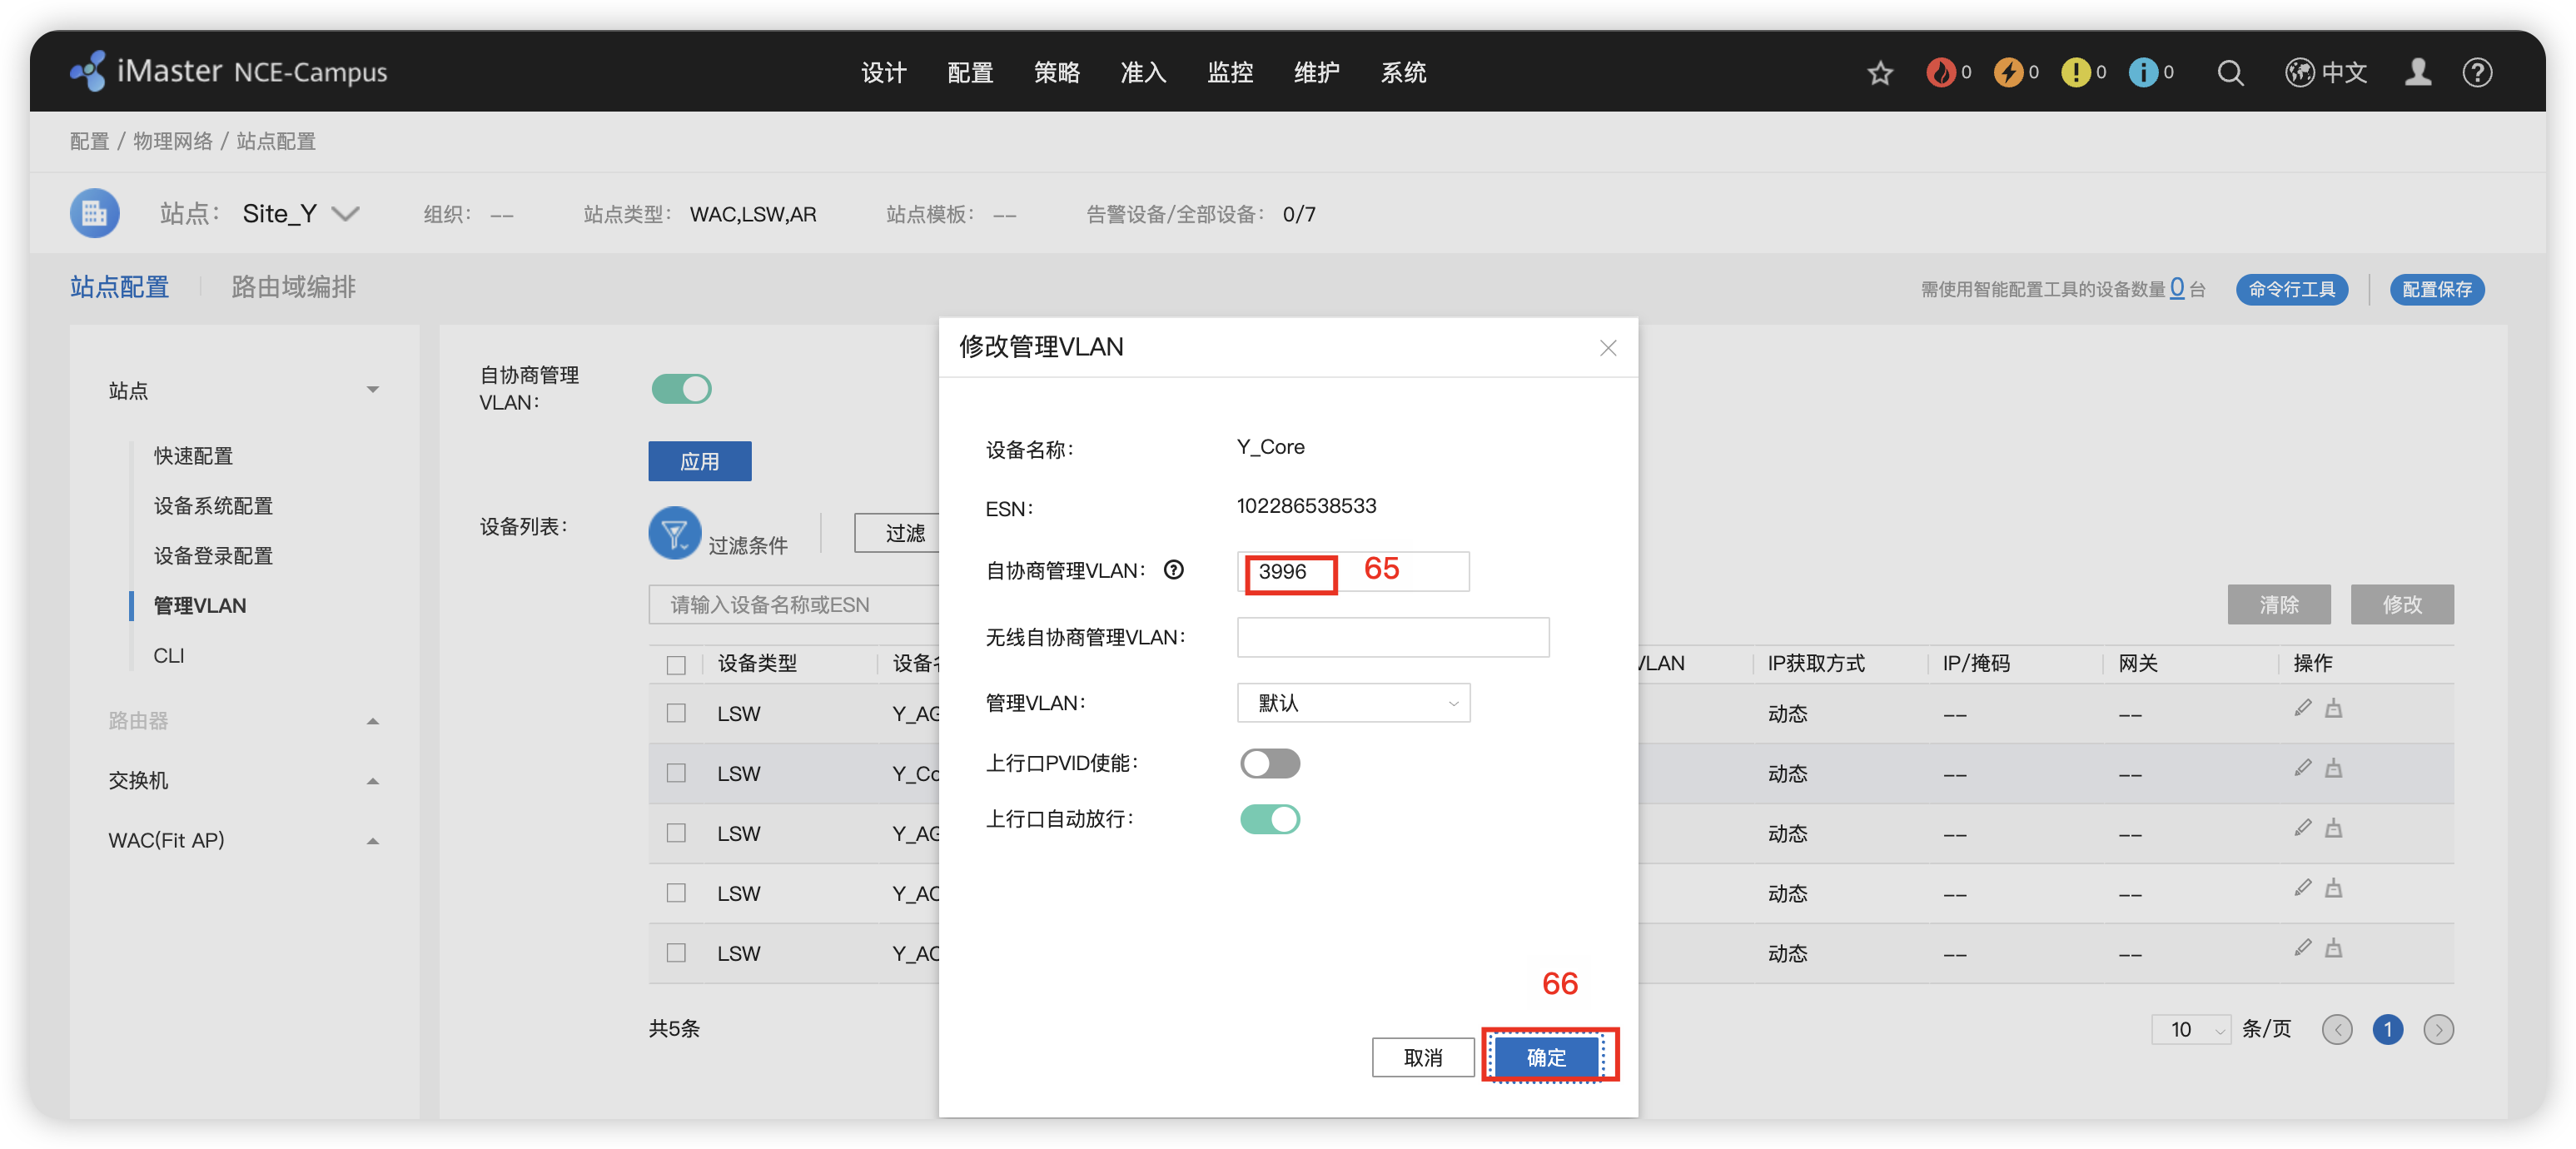 iMaster NCE-Campus
设计 配置 策略 准入 监控 维护 系统
0 0 0 0 中文
配置 / 物理网络 / 站点配置
站点： Site_Y 组织： -- 站点类型： WAC,LSW,AR 站点模板： -- 告警设备/全部设备： 0/7
站点配置 路由域编排
需使用智能配置工具的设备数量 0 台 命令行工具 配置保存
站点
快速配置
设备系统配置
设备登录配置
管理VLAN
CLI
路由器
交换机
WAC(Fit AP)
自协商管理
VLAN：
应用
设备列表：
过滤条件 过滤
请输入设备名称或ESN
清除 修改
设备类型 设备 VLAN IP获取方式 IP/掩码 网关 操作
LSW Y_AG 动态 -- --
LSW Y_Co 动态 -- --
LSW Y_AG 动态 -- --
LSW Y_AC 动态 -- --
LSW Y_AC 动态 -- --
共5条
10 条/页 1
修改管理VLAN
设备名称： Y_Core
ESN： 102286538533
自协商管理VLAN： 3996 65
无线自协商管理VLAN：
管理VLAN： 默认
上行口PVID使能：
上行口自动放行：
66
取消 确定